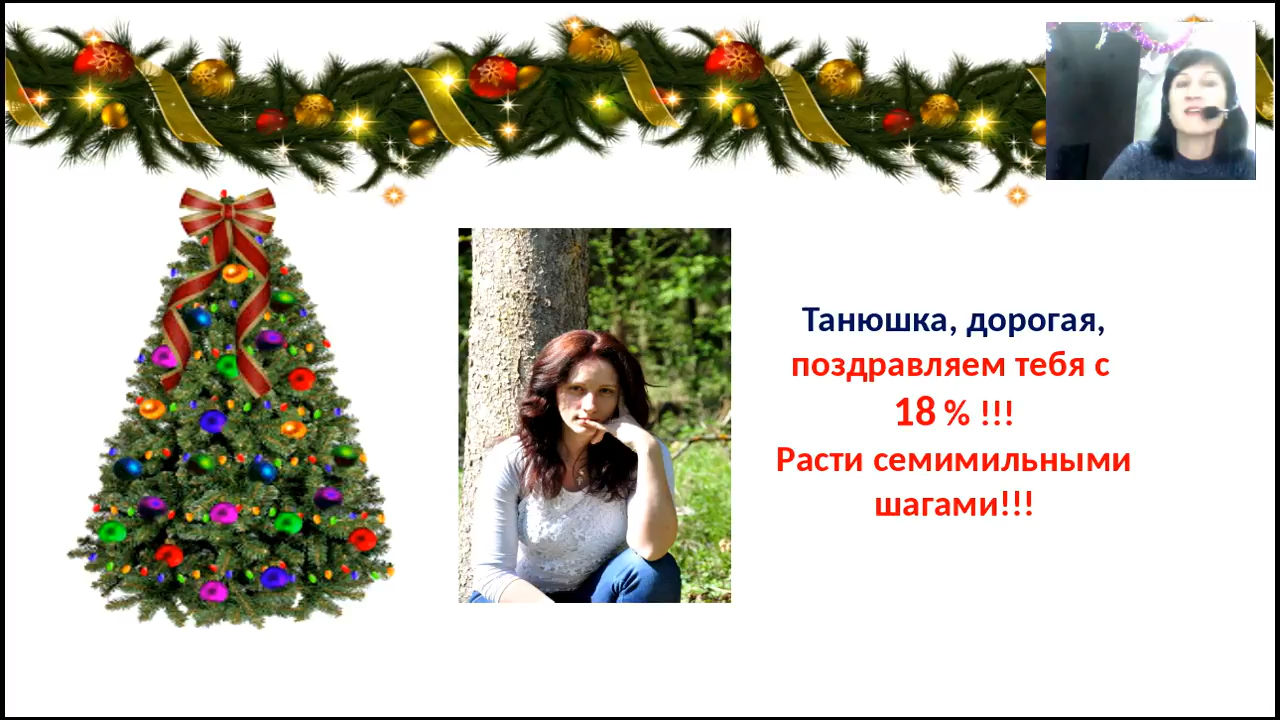 Танюшка, дорогая,
поздравляем тебя с
18 % !!!
Расти семимильными
шагами!!!